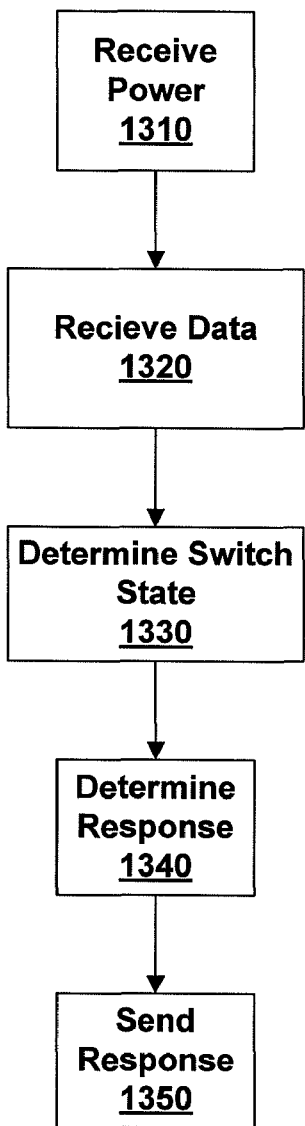 Receive
Power
1310
Recieve Data
1320
Determine Switch
State
1330
Determine
Response
1340
Send
Response
1350